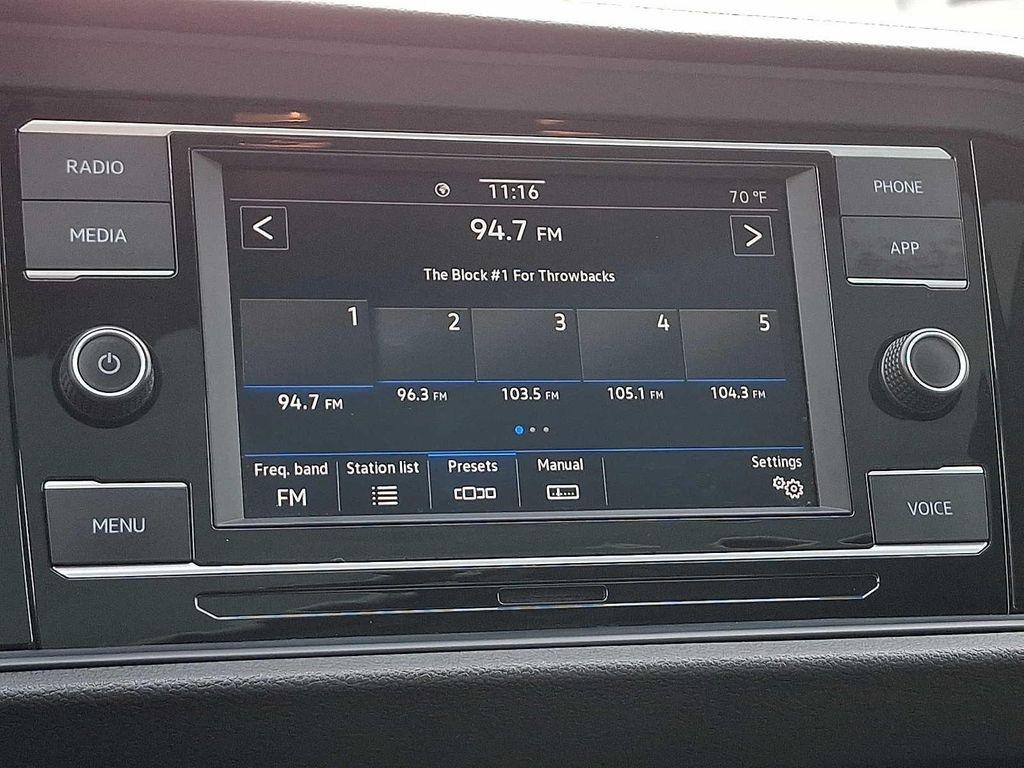 RADIO
MEDIA
MENU
11:16
70 °F
<
94.7 FM
>
The Block #1 For Throwbacks
1
2
3
4
5
94.7 FM
96.3 FM
103.5 FM
105.1 FM
104.3 FM
Freq. band
FM
Station list
Presets
Manual
Settings
PHONE
APP
VOICE